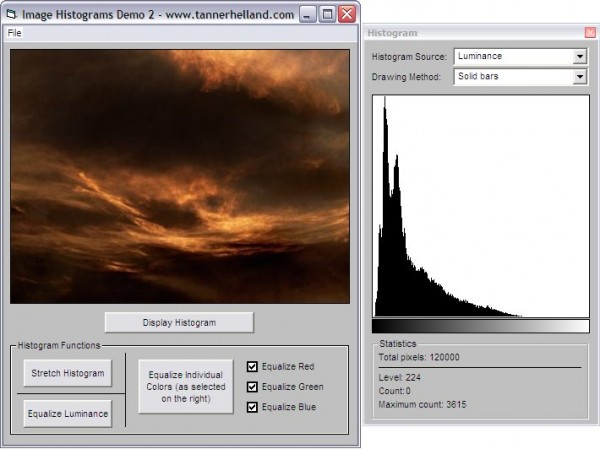 Image Histograms Demo 2 - www.tannerhelland.com
File
Display Histogram
Histogram Functions
Stretch Histogram
Equalize Luminance
Equalize Individual
Colors (as selected
on the right)
Equalize Red
Equalize Green
Equalize Blue
Histogram
Histogram Source: Luminance
Drawing Method: Solid bars
Statistics
Total pixels: 120000
Level: 224
Count: 0
Maximum count: 3615